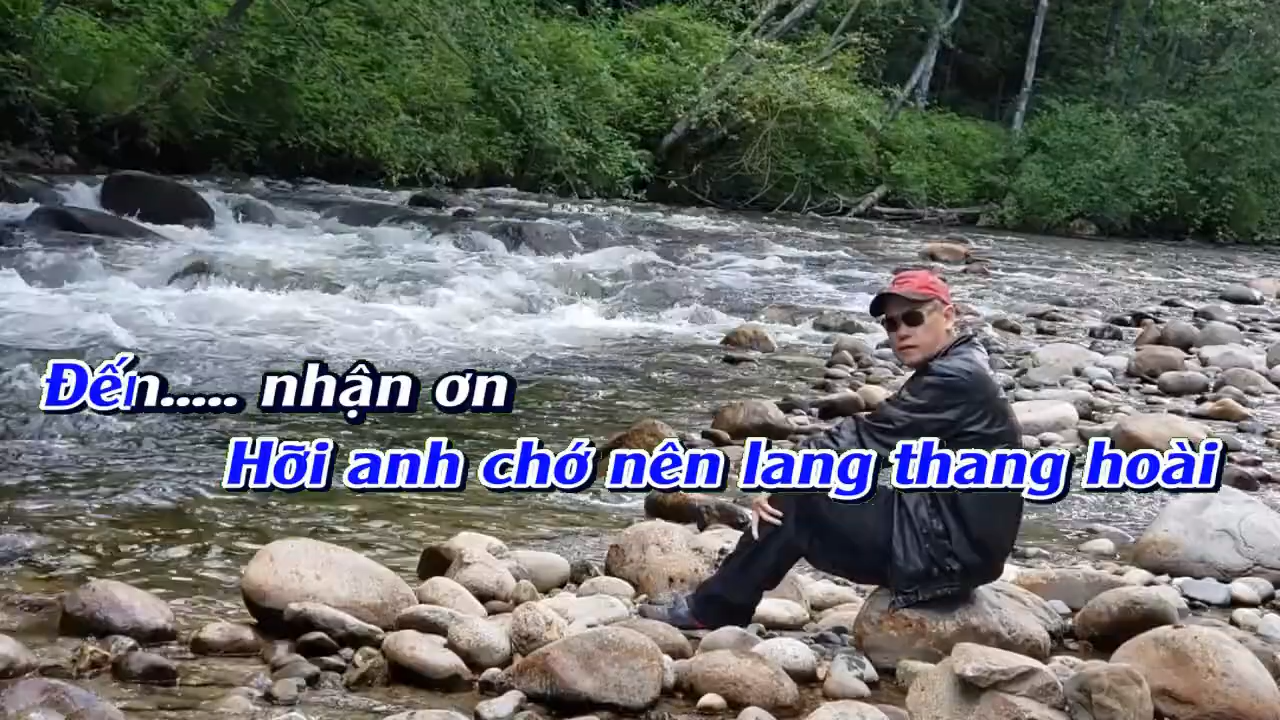 Đến..... nhận ơn
Hỡi anh chớ nên lang thang hoài